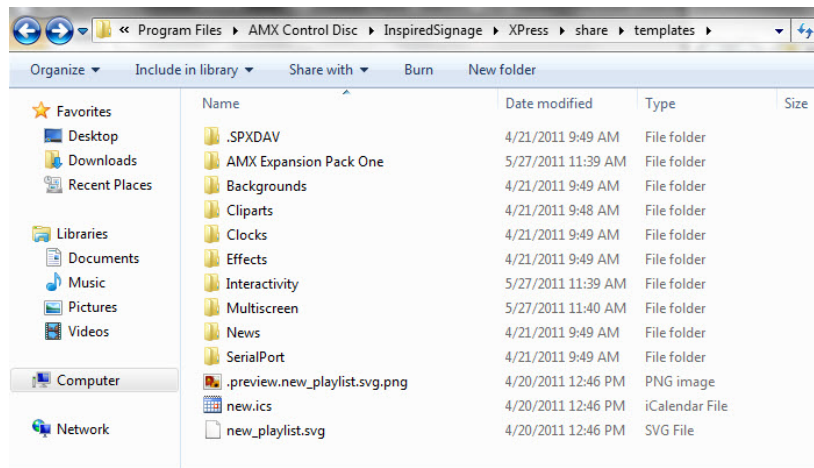 « Program Files ▸ AMX Control Disc ▸ InspiredSignage ▸ XPress ▸ share ▸ templates ▸
Organize Include in library Share with Burn New folder
Favorites
Desktop
Downloads
Recent Places
Libraries
Documents
Music
Pictures
Videos
Computer
Network
Name Date modified Type Size
.SPXDAV 4/21/2011 9:49 AM File folder
AMX Expansion Pack One 5/27/2011 11:39 AM File folder
Backgrounds 4/21/2011 9:49 AM File folder
Cliparts 4/21/2011 9:48 AM File folder
Clocks 4/21/2011 9:49 AM File folder
Effects 4/21/2011 9:49 AM File folder
Interactivity 5/27/2011 11:39 AM File folder
Multiscreen 5/27/2011 11:40 AM File folder
News 4/21/2011 9:49 AM File folder
SerialPort 4/21/2011 9:49 AM File folder
.preview.new_playlist.svg.png 4/20/2011 12:46 PM PNG image
new.ics 4/20/2011 12:46 PM iCalendar File
new_playlist.svg 4/20/2011 12:46 PM SVG File